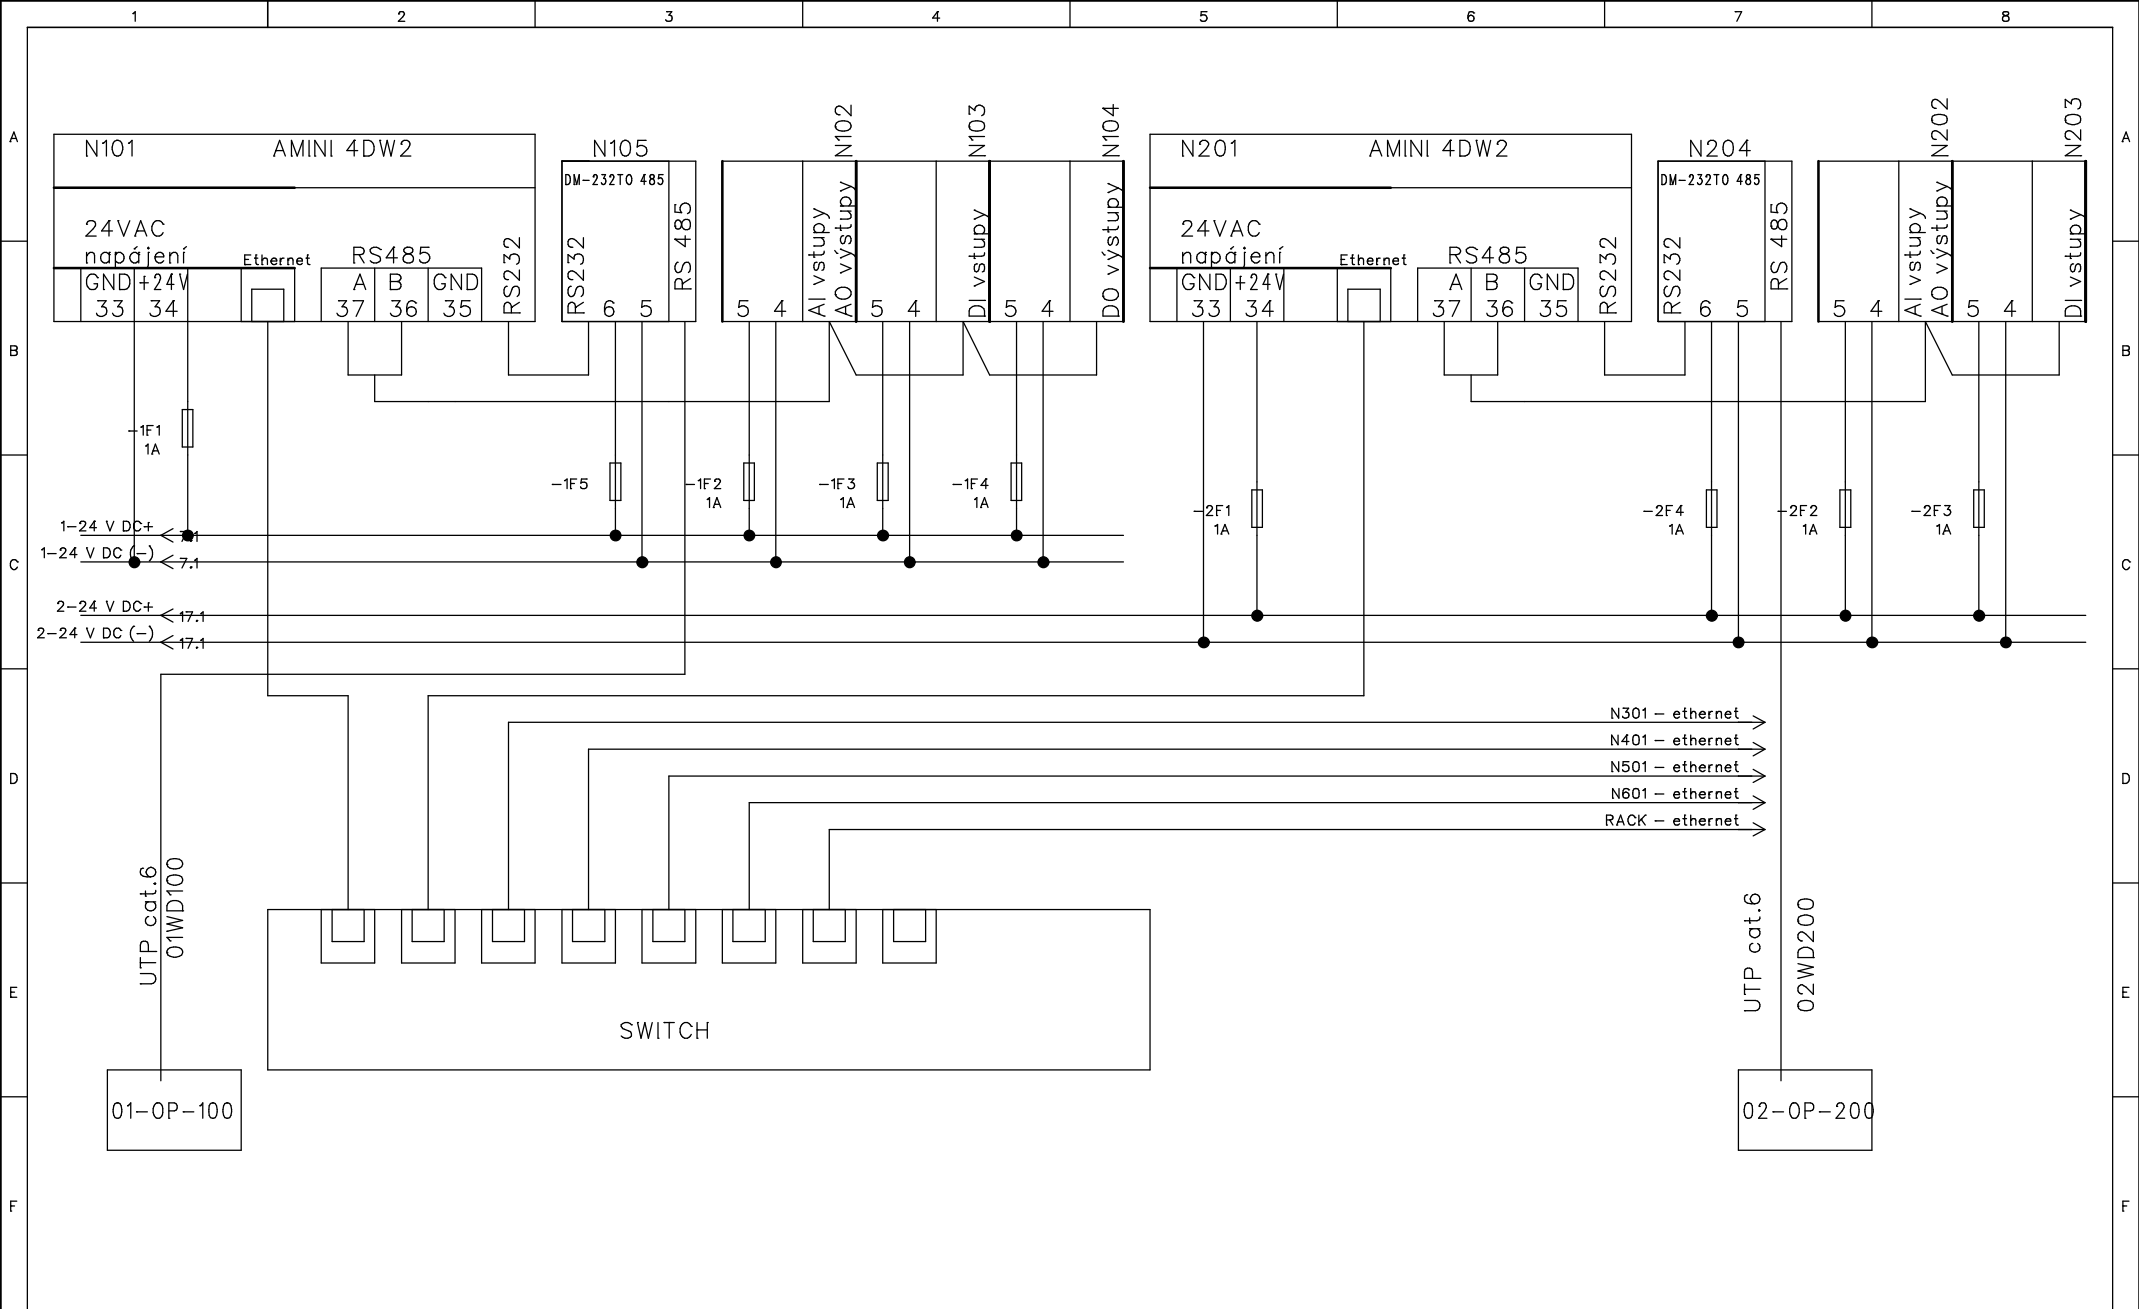 1 2 3 4 5 6 7 8
A A
B B
C C
D D
E E
F F
N101 AMINI 4DW2
24VAC
napájení
Ethernet
RS485
GND +24V
33 34
A B GND
37 36 35
RS232
N105
DM-232TO 485
RS232
6 5
RS 485
N102
5 4
AI vstupy
AO výstupy
N103
5 4
DI vstupy
N104
5 4
DO výstupy
N201 AMINI 4DW2
24VAC
napájení
Ethernet
RS485
GND +24V
33 34
A B GND
37 36 35
RS232
N204
DM-232TO 485
RS232
6 5
RS 485
N202
5 4
AI vstupy
AO výstupy
N203
5 4
DI vstupy
-1F1
1A
-1F5
-1F2
1A
-1F3
1A
-1F4
1A
-2F1
1A
-2F4
1A
-2F2
1A
-2F3
1A
1-24 V DC+ 7.1
1-24 V DC (-) 7.1
2-24 V DC+ 17.1
2-24 V DC (-) 17.1
N301 - ethernet
N401 - ethernet
N501 - ethernet
N601 - ethernet
RACK - ethernet
UTP cat.6
01WD100
UTP cat.6
02WD200
SWITCH
01-OP-100
02-OP-200